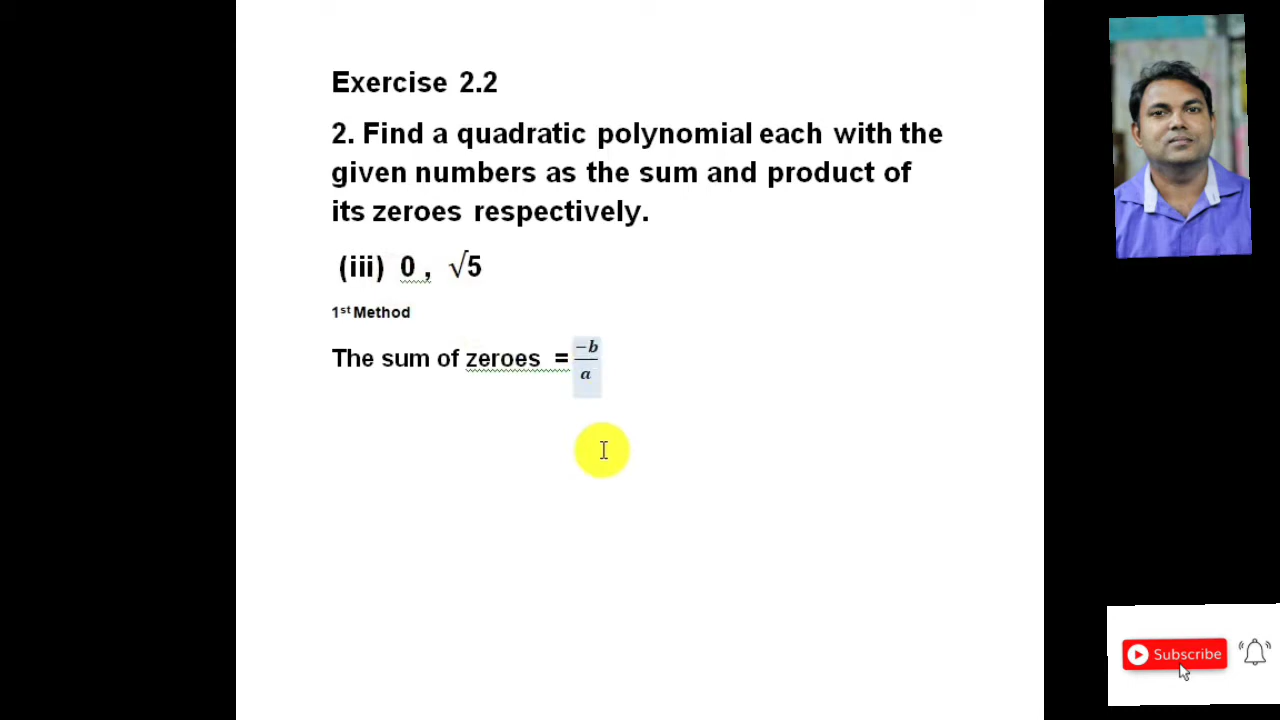 Exercise 2.2
2. Find a quadratic polynomial each with the
given numbers as the sum and product of
its zeroes respectively.
(iii) 0 , √5
1st Method
The sum of zeroes = −b/a
Subscribe